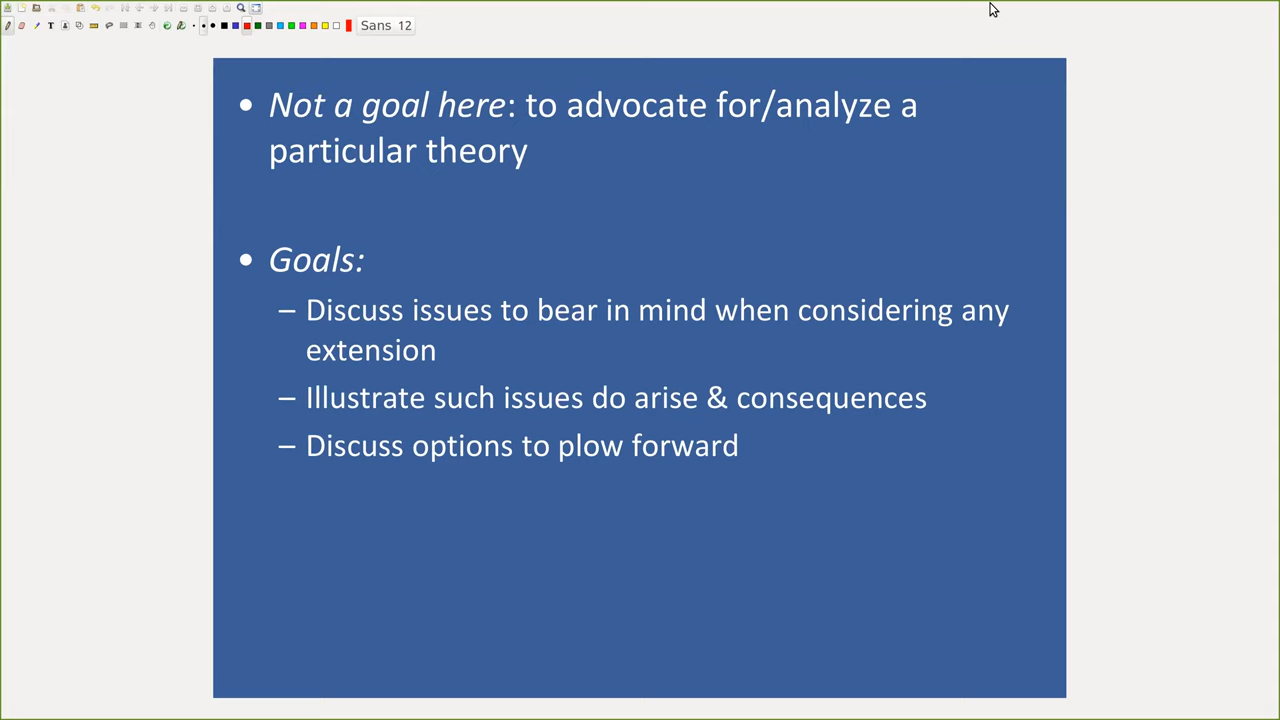 Sans 12
• Not a goal here: to advocate for/analyze a
particular theory
• Goals:
– Discuss issues to bear in mind when considering any
extension
– Illustrate such issues do arise & consequences
– Discuss options to plow forward